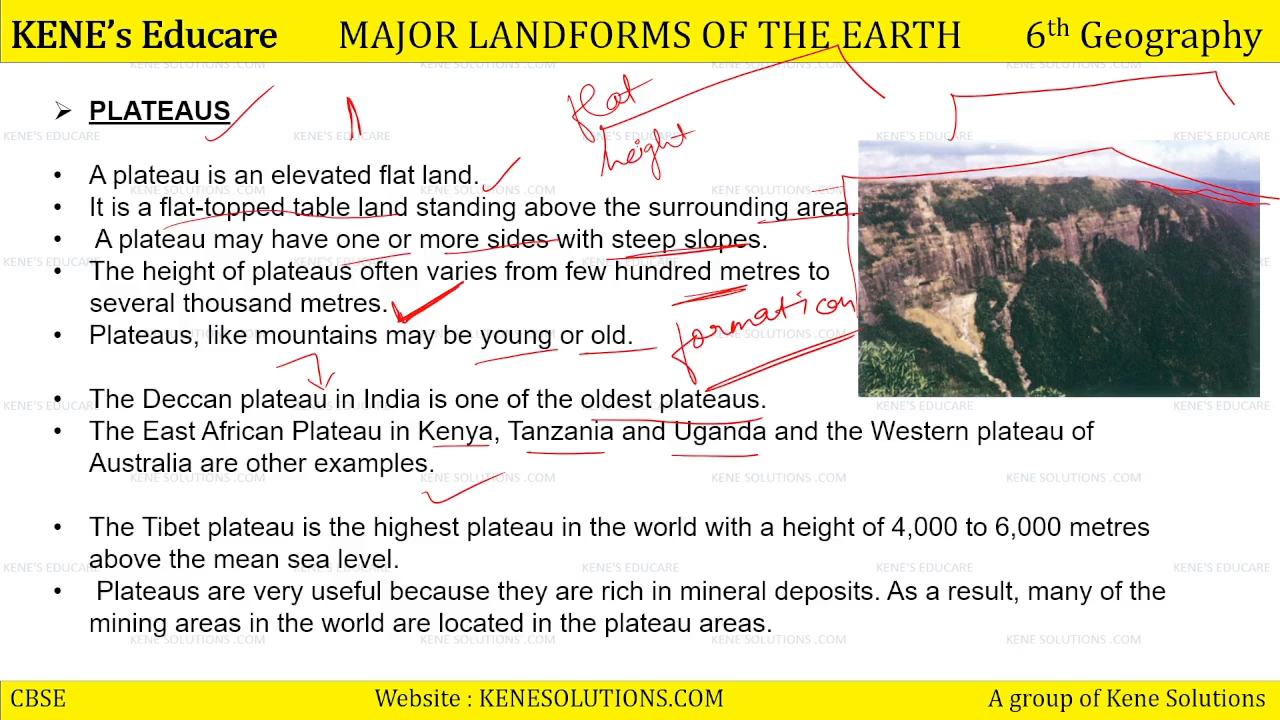 KENE's Educare MAJOR LANDFORMS OF THE EARTH 6th Geography
➢ PLATEAUS
flat
height
• A plateau is an elevated flat land.
• It is a flat-topped table land standing above the surrounding area.
• A plateau may have one or more sides with steep slopes.
• The height of plateaus often varies from few hundred metres to
several thousand metres.
formation
• Plateaus, like mountains may be young or old.
• The Deccan plateau in India is one of the oldest plateaus.
• The East African Plateau in Kenya, Tanzania and Uganda and the Western plateau of
Australia are other examples.
• The Tibet plateau is the highest plateau in the world with a height of 4,000 to 6,000 metres
above the mean sea level.
• Plateaus are very useful because they are rich in mineral deposits. As a result, many of the
mining areas in the world are located in the plateau areas.
KENE'S EDUCARE
KENE SOLUTIONS .COM
CBSE Website : KENESOLUTIONS.COM A group of Kene Solutions